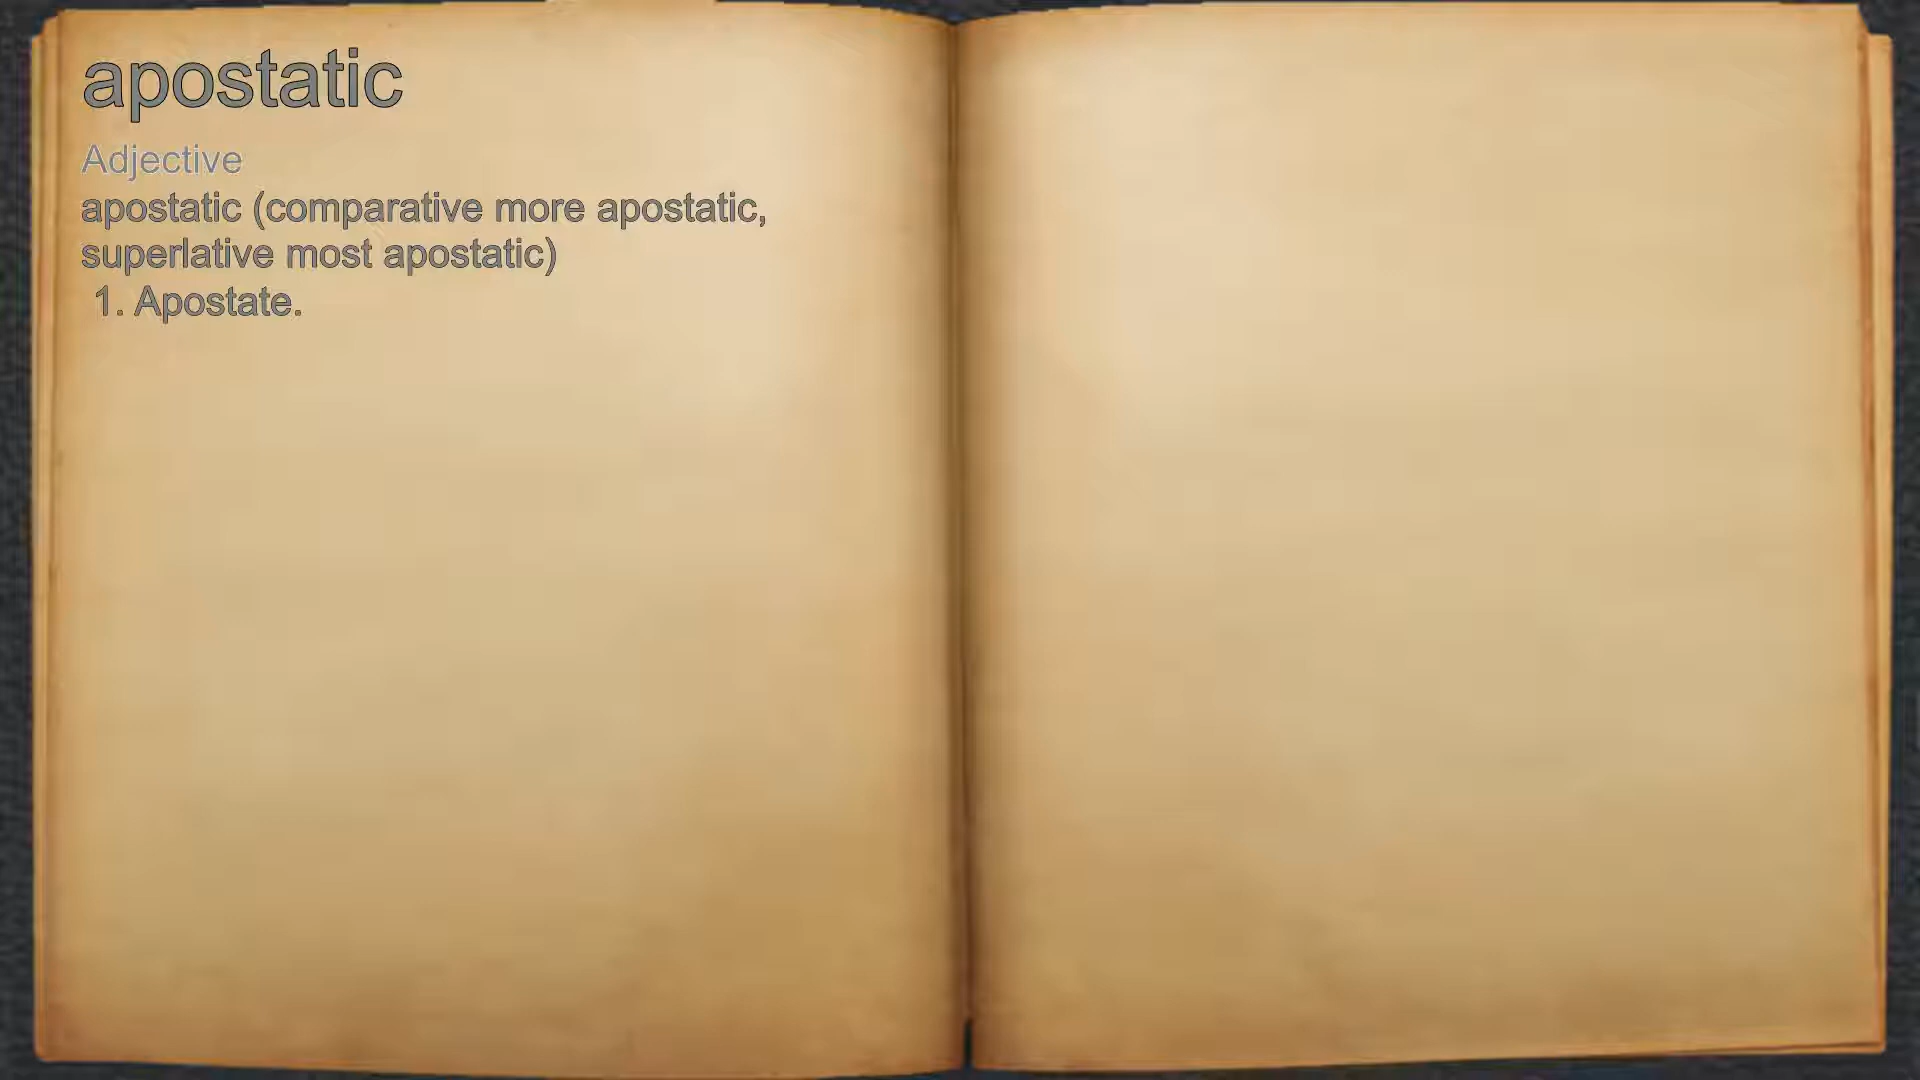 apostatic
Adjective
apostatic (comparative more apostatic,
superlative most apostatic)
1. Apostate.